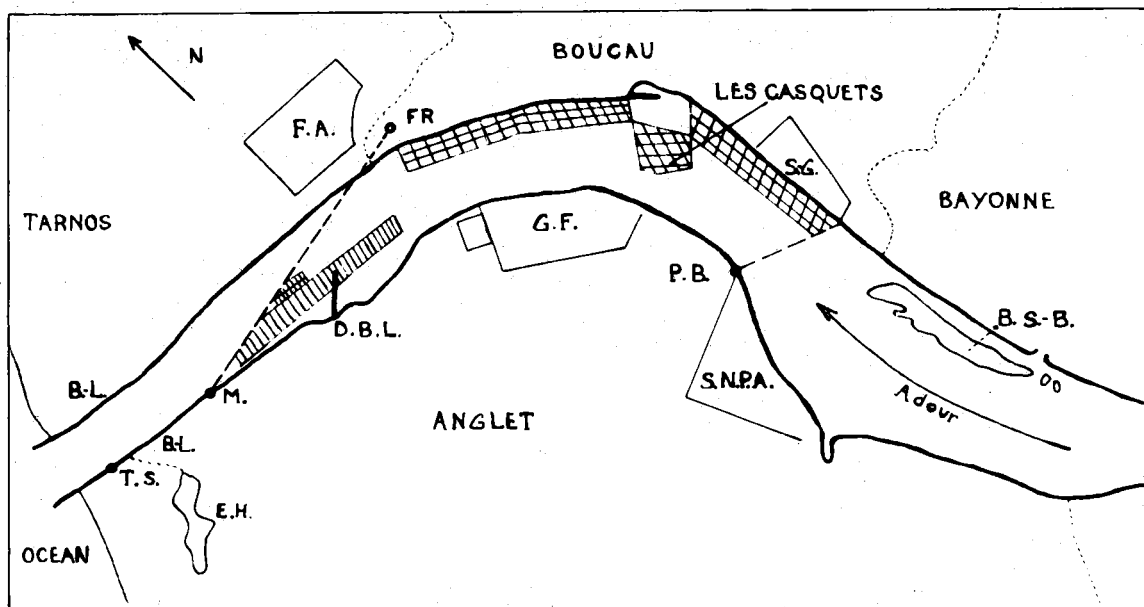 N
BOUCAU
LES CASQUETS
F.A.
FR
S.G.
TARNOS
BAYONNE
G.F.
P.B.
D.B.L.
B.S.-B.
S.N.P.A.
Adour
B.-L.
M.
ANGLET
B.-L.
T.S.
E.H.
OCEAN